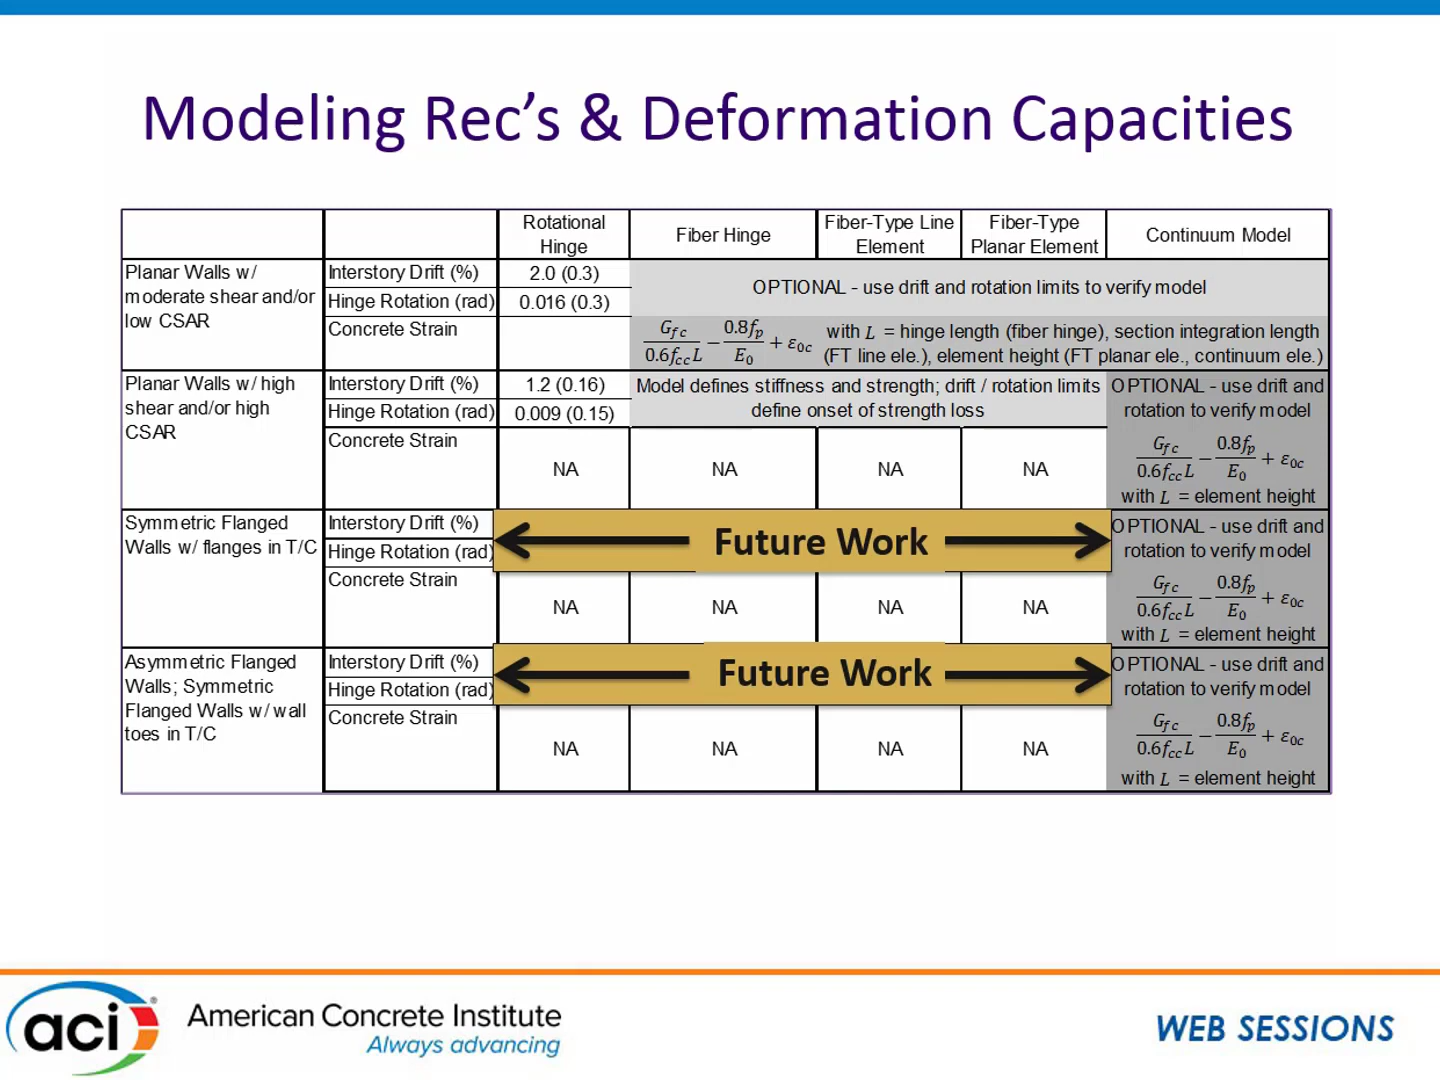 Modeling Rec's & Deformation Capacities
Rotational
Hinge
Fiber Hinge
Fiber-Type Line
Element
Fiber-Type
Planar Element
Continuum Model
Planar Walls w/
moderate shear and/or
low CSAR
Interstory Drift (%)
2.0 (0.3)
Hinge Rotation (rad)
0.016 (0.3)
OPTIONAL - use drift and rotation limits to verify model
Concrete Strain
G_fc/0.6f_cc L − 0.8f_p/E_0 + ε_0c
with L = hinge length (fiber hinge), section integration length
(FT line ele.), element height (FT planar ele., continuum ele.)
Planar Walls w/ high
shear and/or high
CSAR
Interstory Drift (%)
1.2 (0.16)
Hinge Rotation (rad)
0.009 (0.15)
Model defines stiffness and strength; drift / rotation limits
define onset of strength loss
OPTIONAL - use drift and
rotation to verify model
Concrete Strain
NA
NA
NA
NA
G_fc/0.6f_cc L − 0.8f_p/E_0 + ε_0c
with L = element height
Symmetric Flanged
Walls w/ flanges in T/C
Interstory Drift (%)
Hinge Rotation (rad)
Future Work
OPTIONAL - use drift and
rotation to verify model
Concrete Strain
NA
NA
NA
NA
G_fc/0.6f_cc L − 0.8f_p/E_0 + ε_0c
with L = element height
Asymmetric Flanged
Walls; Symmetric
Flanged Walls w/ wall
toes in T/C
Interstory Drift (%)
Hinge Rotation (rad)
Future Work
OPTIONAL - use drift and
rotation to verify model
Concrete Strain
NA
NA
NA
NA
G_fc/0.6f_cc L − 0.8f_p/E_0 + ε_0c
with L = element height
aci®
American Concrete Institute
Always advancing
WEB SESSIONS